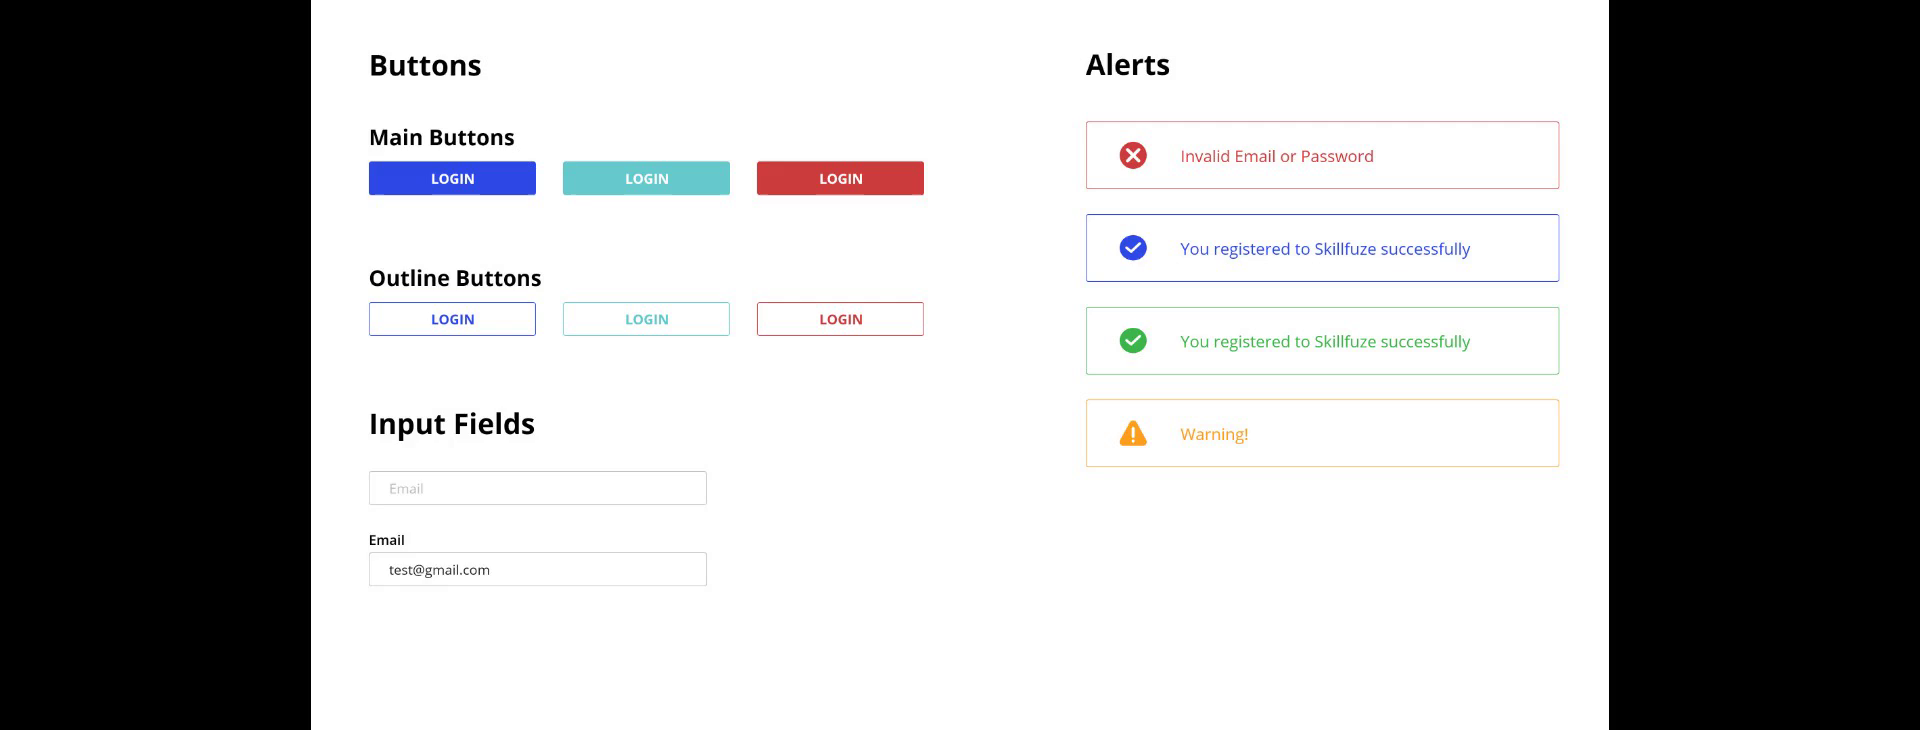 Buttons
Main Buttons
LOGIN
LOGIN
LOGIN
Outline Buttons
LOGIN
LOGIN
LOGIN
Input Fields
Email
Email
test@gmail.com
Alerts
Invalid Email or Password
You registered to Skillfuze successfully
You registered to Skillfuze successfully
Warning!